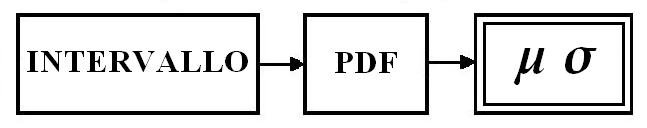 INTERVALLO PDF μ σ